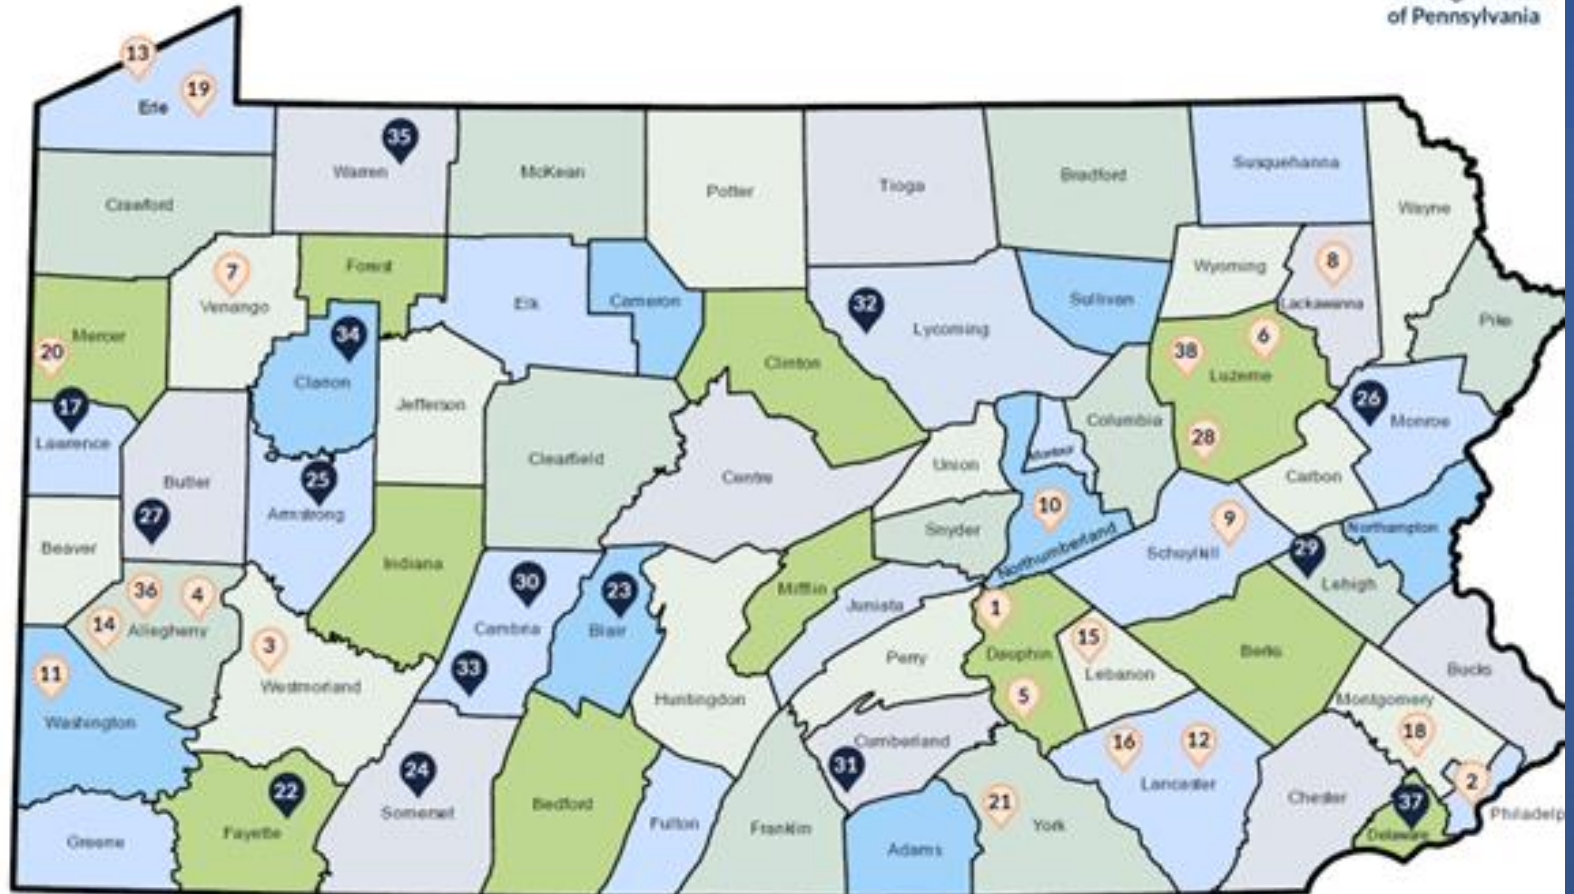 of Pennsylvania
13
19
Erie
35
Warren
McKean
Potter
Tioga
Bradford
Susquehanna
Wayne
Crawford
7
Venango
Forest
Elk
Cameron
32
Lycoming
Sullivan
Wyoming
8
Lackawanna
Pike
20
Mercer
34
Clarion
Jefferson
Clinton
38
6
Luzerne
28
26
Monroe
17
Lawrence
Butler
27
25
Armstrong
Clearfield
Centre
Union
Montour
Columbia
Carbon
Beaver
Indiana
Snyder
10
Northumberland
9
Schuylkill
29
Lehigh
Northampton
36
4
14
Allegheny
30
Cambria
33
23
Blair
Mifflin
Juniata
1
Dauphin
5
15
Lebanon
Berks
Bucks
11
Washington
3
Westmorland
Huntingdon
Perry
Montgomery
18
24
Somerset
Cumberland
31
16
12
Lancaster
2
Philadelp
22
Fayette
Bedford
Fulton
Franklin
21
York
Chester
37
Delaware
Greene
Adams